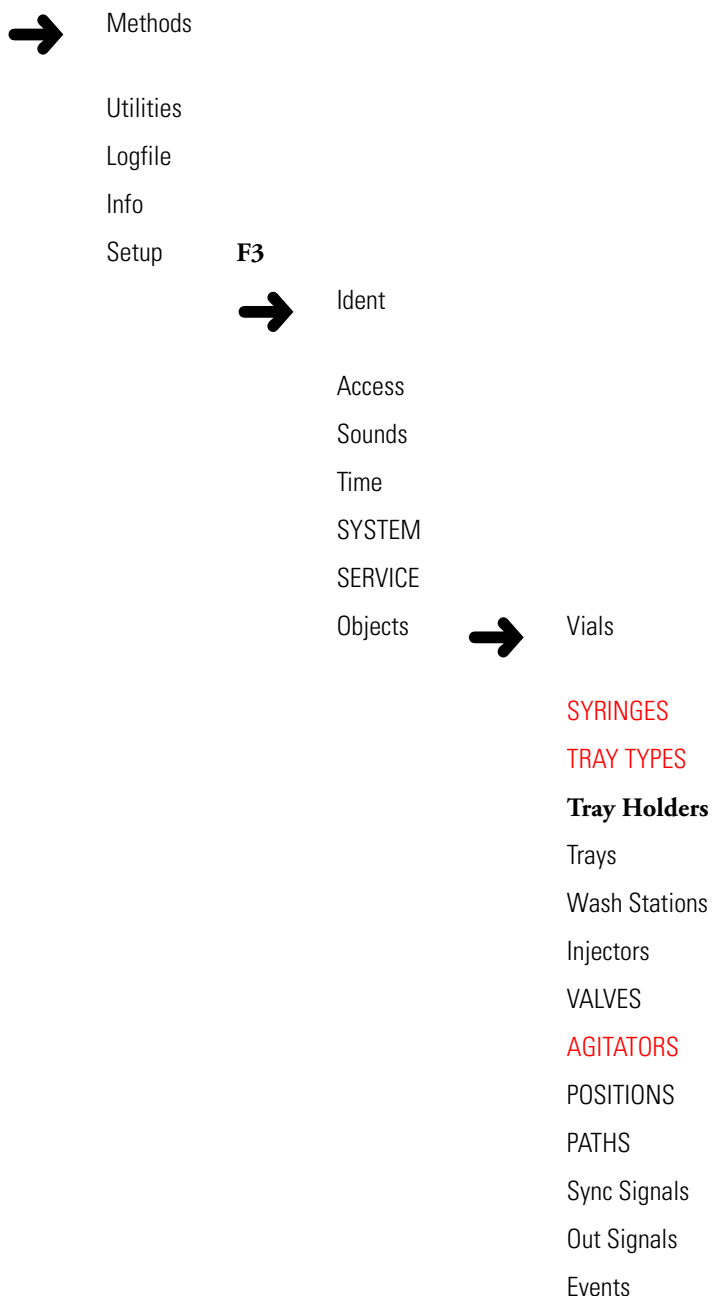 Methods
Utilities
Logfile
Info
Setup F3
Ident
Access
Sounds
Time
SYSTEM
SERVICE
Objects Vials
SYRINGES
TRAY TYPES
Tray Holders
Trays
Wash Stations
Injectors
VALVES
AGITATORS
POSITIONS
PATHS
Sync Signals
Out Signals
Events